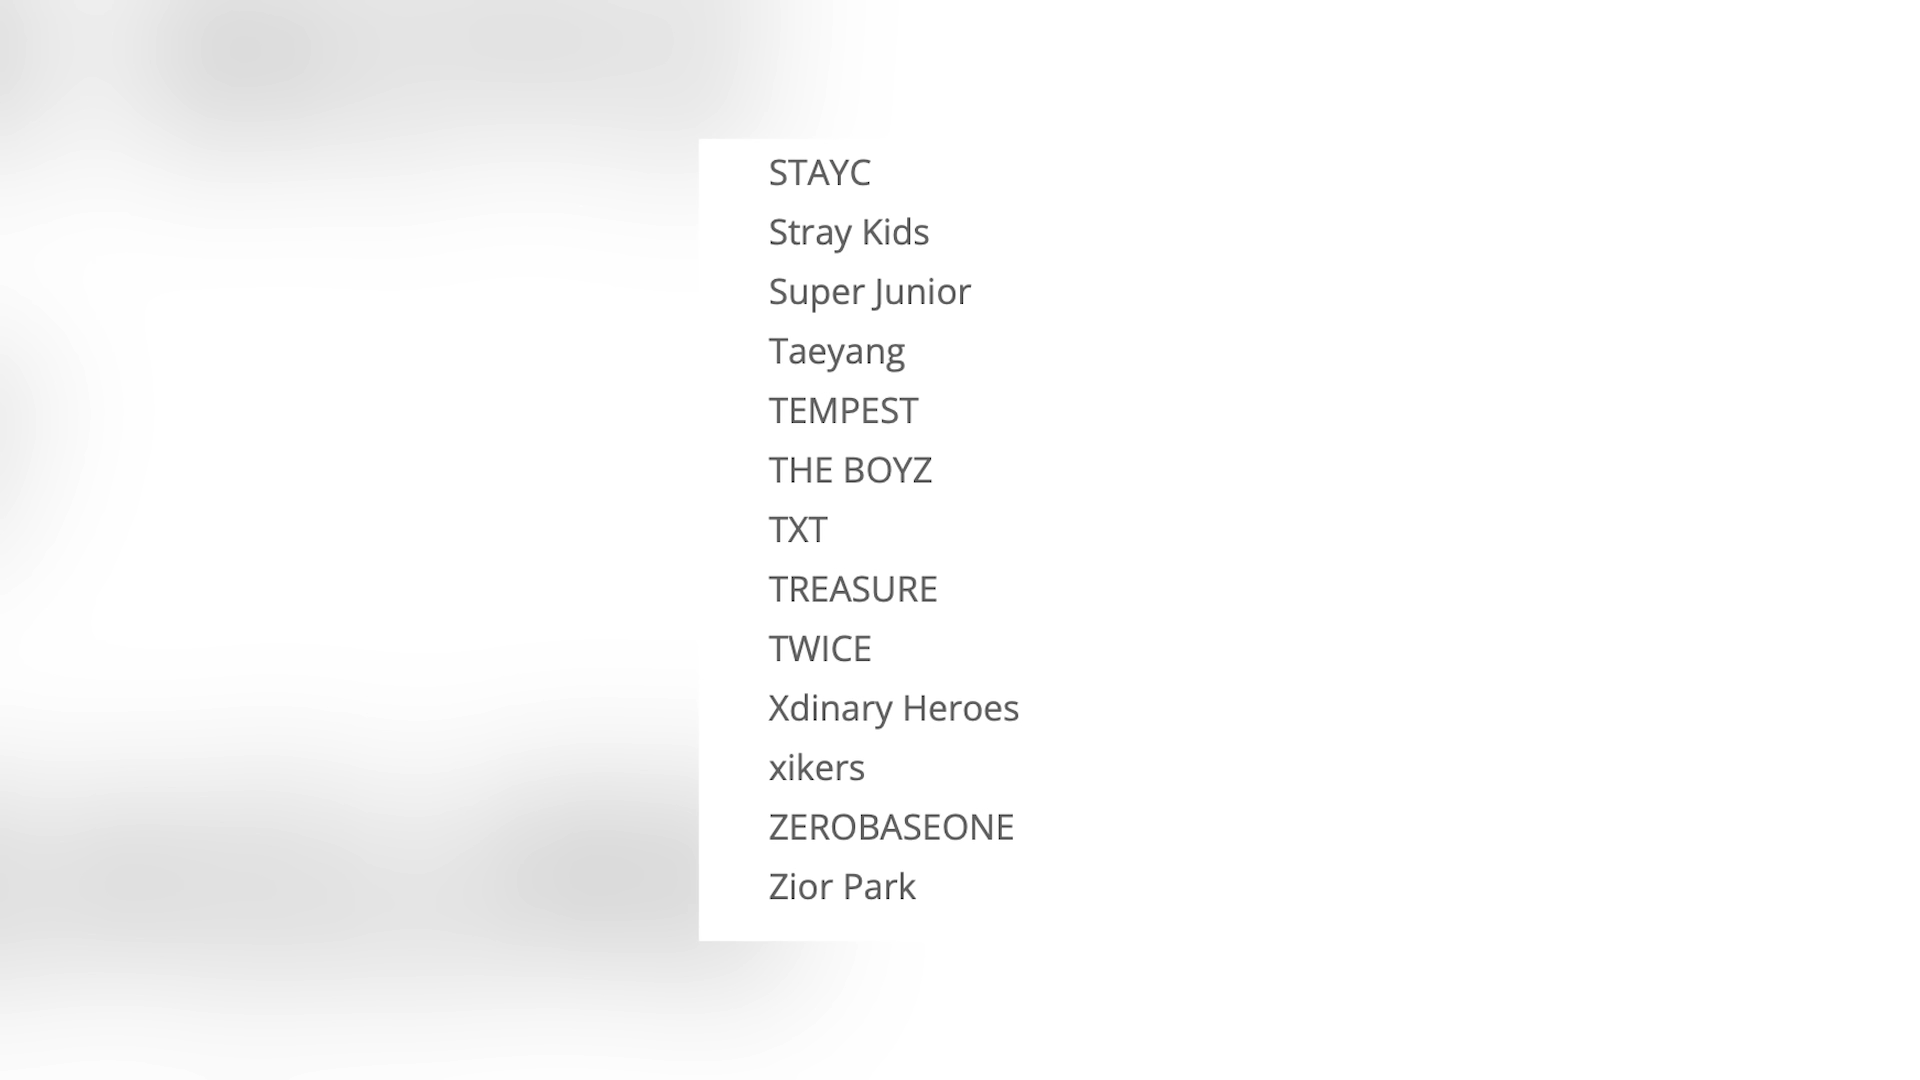 STAYC
Stray Kids
Super Junior
Taeyang
TEMPEST
THE BOYZ
TXT
TREASURE
TWICE
Xdinary Heroes
xikers
ZEROBASEONE
Zior Park